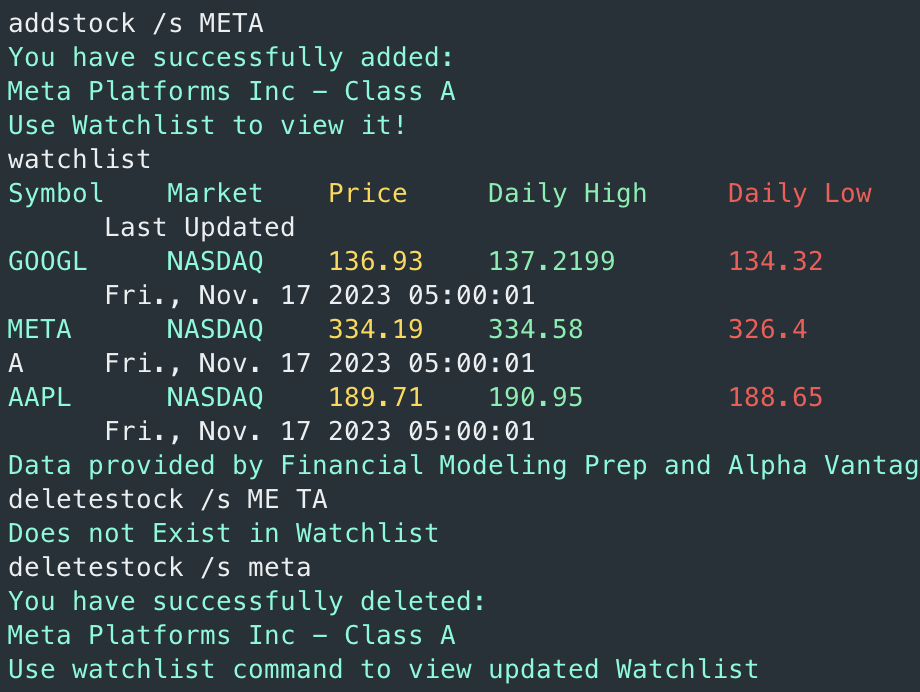 addstock /s META
You have successfully added:
Meta Platforms Inc - Class A
Use Watchlist to view it!
watchlist
Symbol Market Price Daily High Daily Low
Last Updated
GOOGL NASDAQ 136.93 137.2199 134.32
Fri., Nov. 17 2023 05:00:01
META NASDAQ 334.19 334.58 326.4
A Fri., Nov. 17 2023 05:00:01
AAPL NASDAQ 189.71 190.95 188.65
Fri., Nov. 17 2023 05:00:01
Data provided by Financial Modeling Prep and Alpha Vantag
deletestock /s ME TA
Does not Exist in Watchlist
deletestock /s meta
You have successfully deleted:
Meta Platforms Inc - Class A
Use watchlist command to view updated Watchlist